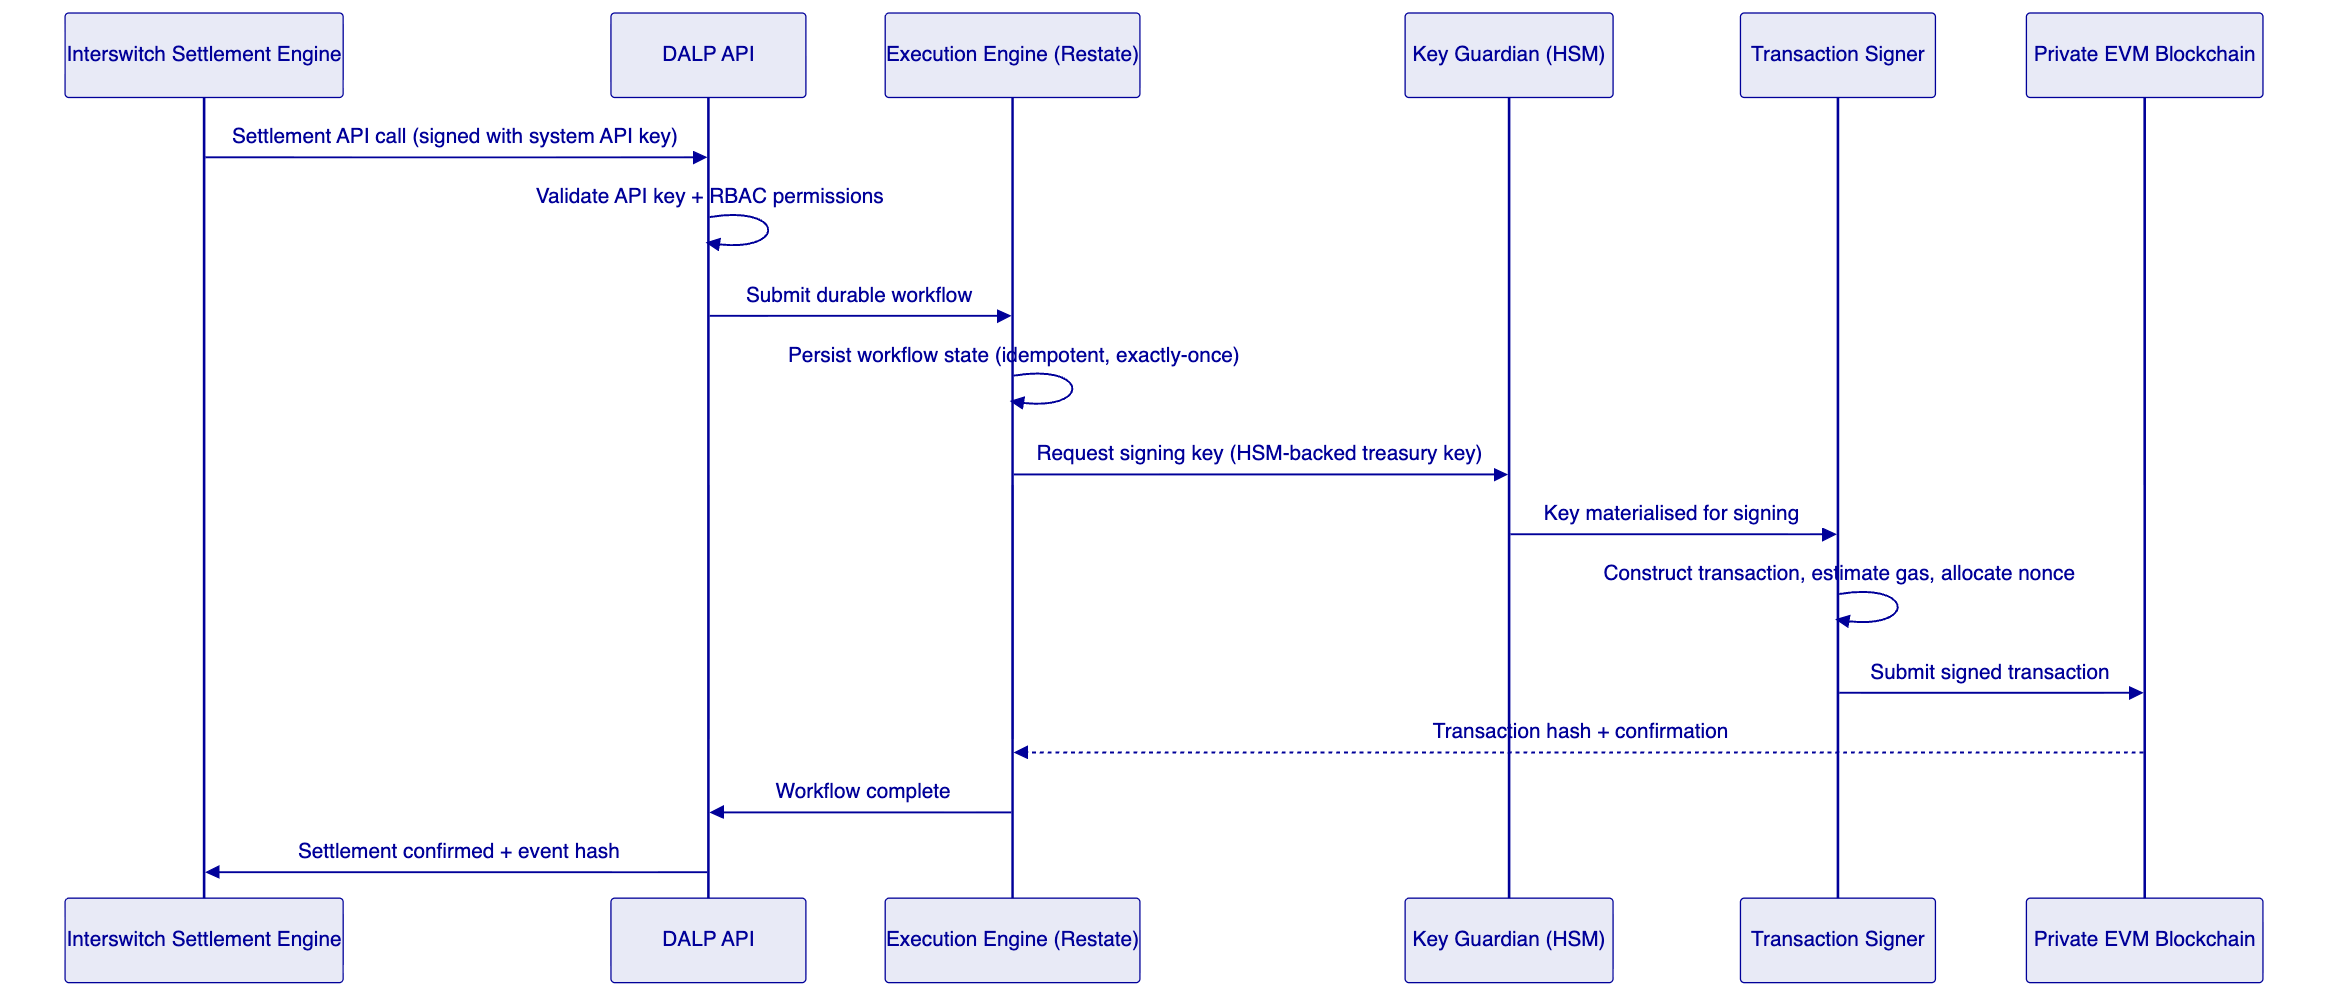 Interswitch Settlement Engine
DALP API
Execution Engine (Restate)
Key Guardian (HSM)
Transaction Signer
Private EVM Blockchain
Settlement API call (signed with system API key)
Validate API key + RBAC permissions
Submit durable workflow
Persist workflow state (idempotent, exactly-once)
Request signing key (HSM-backed treasury key)
Key materialised for signing
Construct transaction, estimate gas, allocate nonce
Submit signed transaction
Transaction hash + confirmation
Workflow complete
Settlement confirmed + event hash
Interswitch Settlement Engine
DALP API
Execution Engine (Restate)
Key Guardian (HSM)
Transaction Signer
Private EVM Blockchain